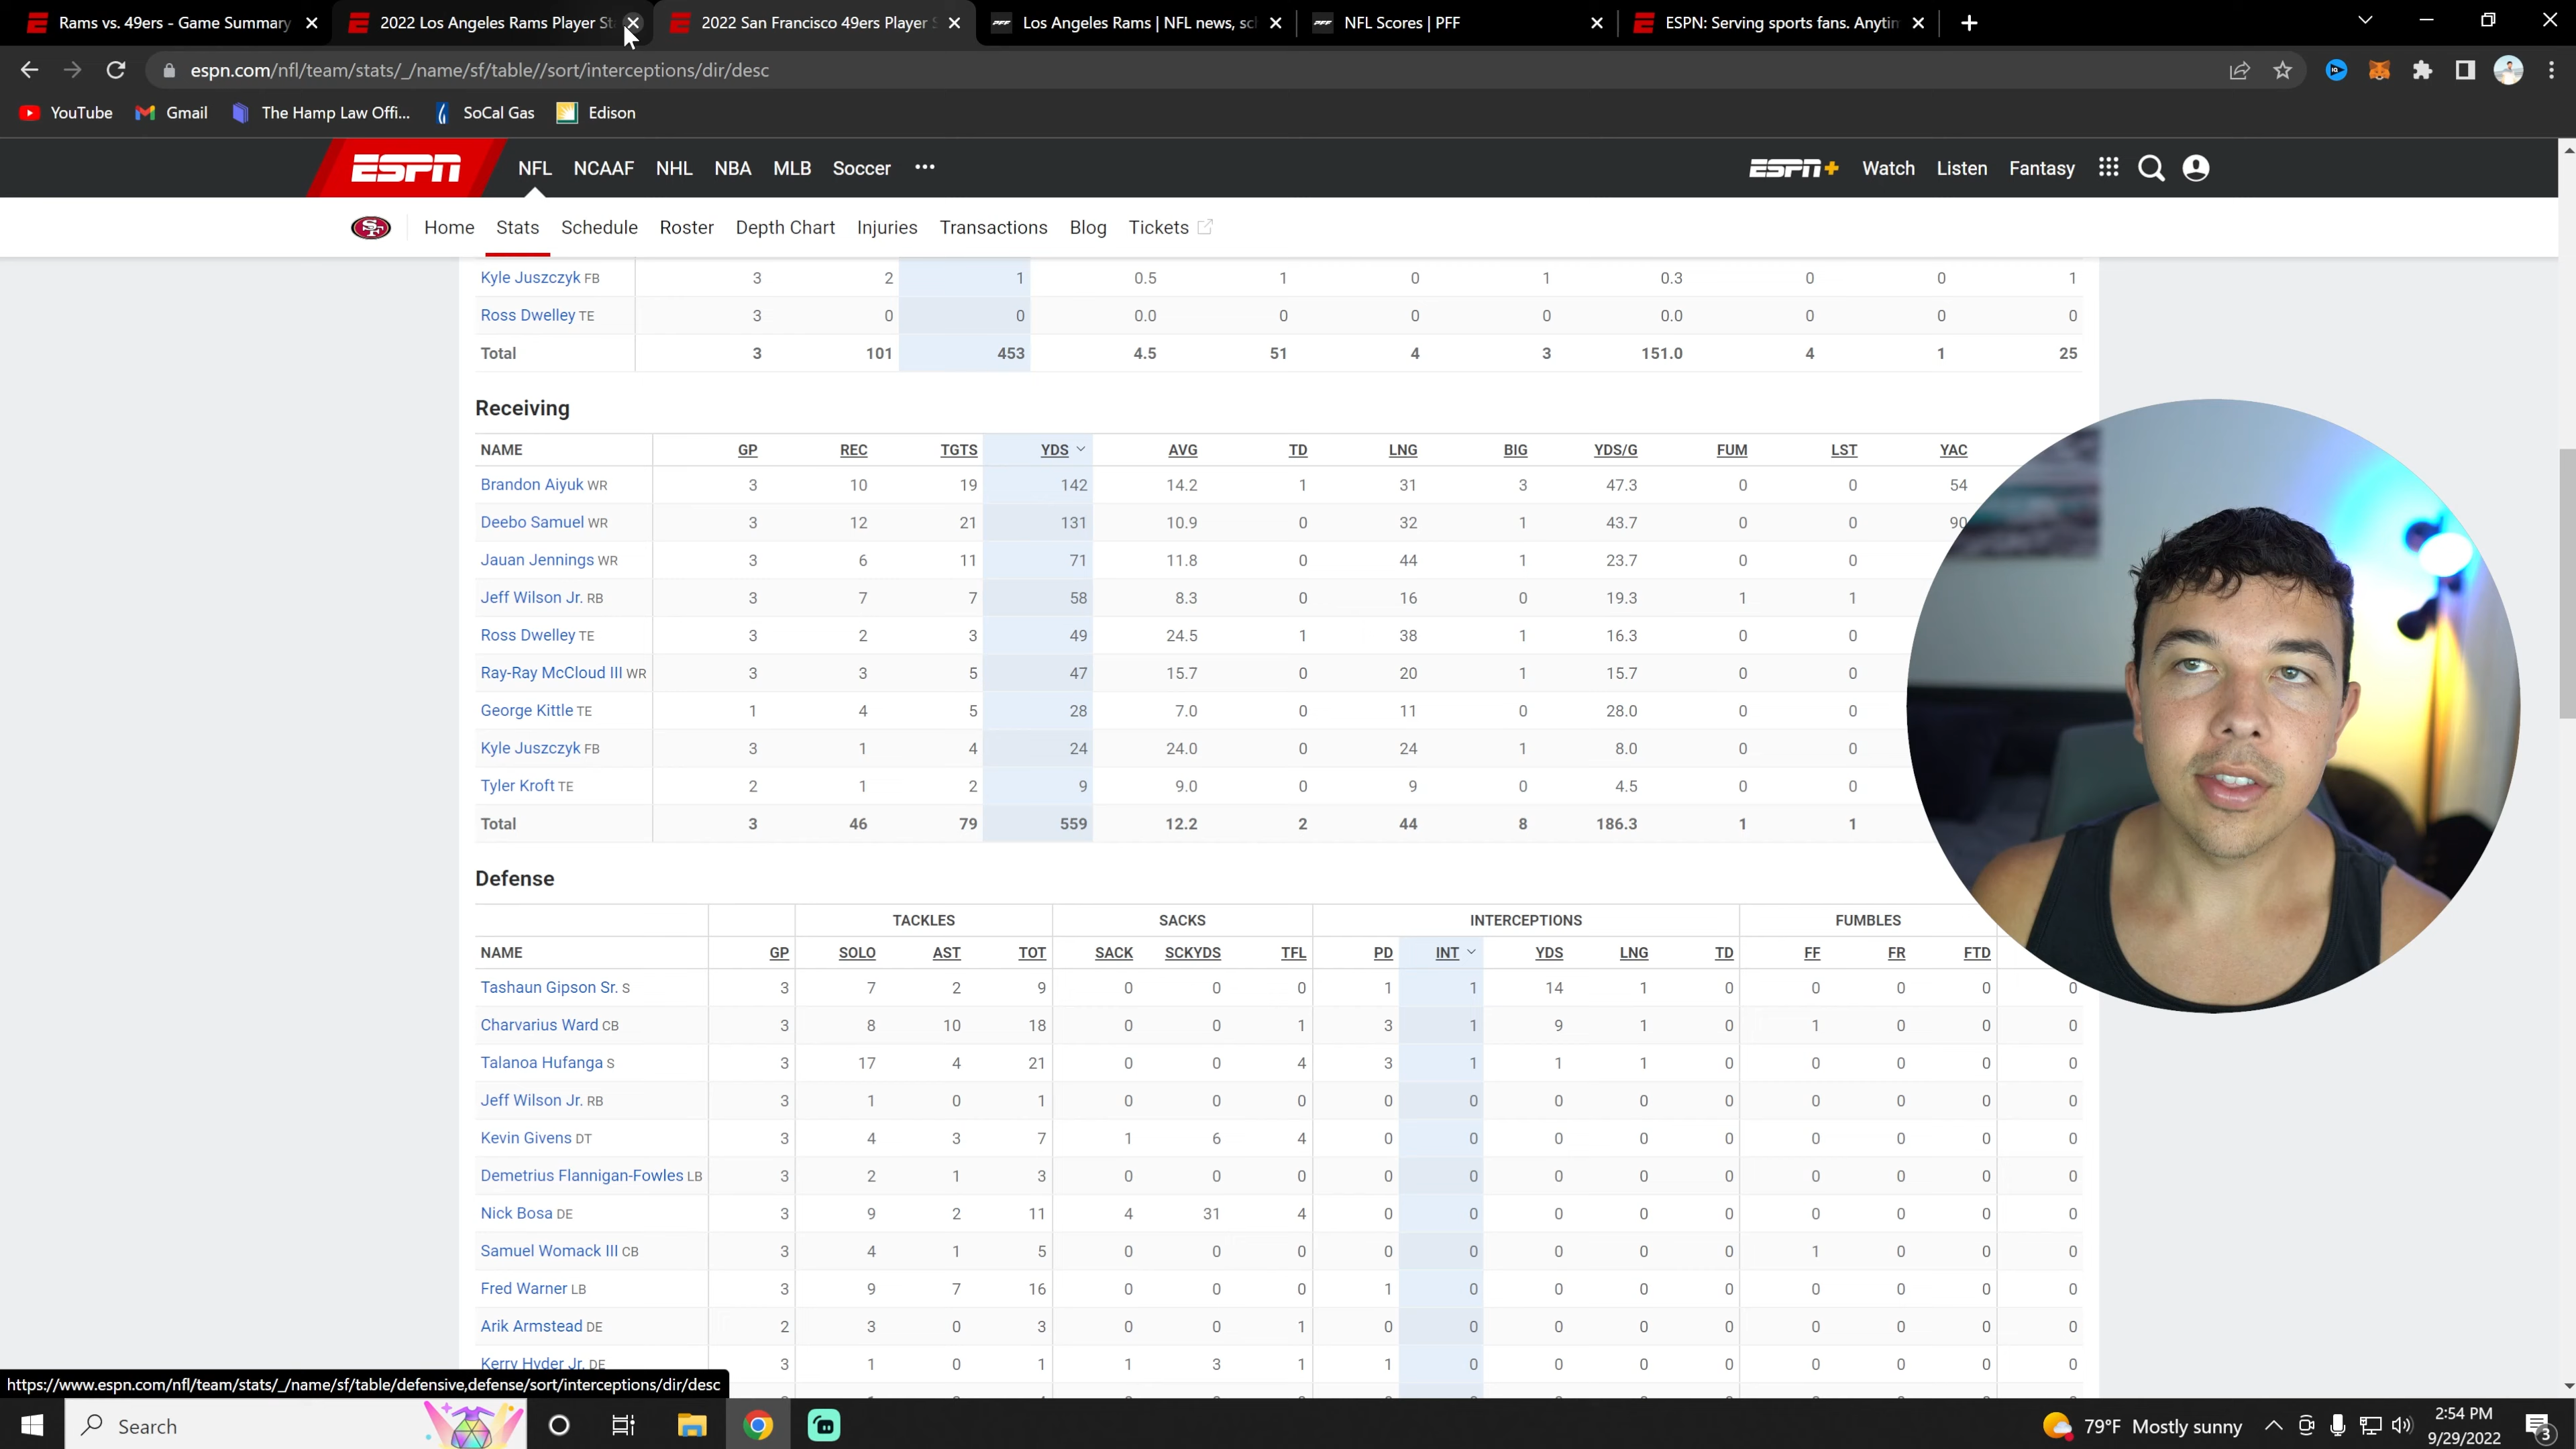 Rams vs. 49ers - Game Summary
2022 Los Angeles Rams Player St
2022 San Francisco 49ers Player S
Los Angeles Rams | NFL news, sc
NFL Scores | PFF
ESPN: Serving sports fans. Anytin
espn.com/nfl/team/stats/_/name/sf/table//sort/interceptions/dir/desc
YouTube Gmail The Hamp Law Offi... SoCal Gas Edison
ESPN NFL NCAAF NHL NBA MLB Soccer ••• ESPN+ Watch Listen Fantasy
Home Stats Schedule Roster Depth Chart Injuries Transactions Blog Tickets
Kyle Juszczyk FB 3 2 1 0.5 1 0 1 0.3 0 0 1
Ross Dwelley TE 3 0 0 0.0 0 0 0 0.0 0 0 0
Total 3 101 453 4.5 51 4 3 151.0 4 1 25
Receiving
NAME GP REC TGTS YDS AVG TD LNG BIG YDS/G FUM LST YAC
Brandon Aiyuk WR 3 10 19 142 14.2 1 31 3 47.3 0 0 54
Deebo Samuel WR 3 12 21 131 10.9 0 32 1 43.7 0 0 90
Jauan Jennings WR 3 6 11 71 11.8 0 44 1 23.7 0 0
Jeff Wilson Jr. RB 3 7 7 58 8.3 0 16 0 19.3 1 1
Ross Dwelley TE 3 2 3 49 24.5 1 38 1 16.3 0 0
Ray-Ray McCloud III WR 3 3 5 47 15.7 0 20 1 15.7 0 0
George Kittle TE 1 4 5 28 7.0 0 11 0 28.0 0 0
Kyle Juszczyk FB 3 1 4 24 24.0 0 24 1 8.0 0 0
Tyler Kroft TE 2 1 2 9 9.0 0 9 0 4.5 0 0
Total 3 46 79 559 12.2 2 44 8 186.3 1 1
Defense
TACKLES SACKS INTERCEPTIONS FUMBLES
NAME GP SOLO AST TOT SACK SCKYDS TFL PD INT YDS LNG TD FF FR FTD
Tashaun Gipson Sr. S 3 7 2 9 0 0 0 1 1 14 1 0 0 0 0 0
Charvarius Ward CB 3 8 10 18 0 0 1 3 1 9 1 0 1 0 0 0
Talanoa Hufanga S 3 17 4 21 0 0 4 3 1 1 1 0 0 0 0 0
Jeff Wilson Jr. RB 3 1 0 1 0 0 0 0 0 0 0 0 0 0 0 0
Kevin Givens DT 3 4 3 7 1 6 4 0 0 0 0 0 0 0 0 0
Demetrius Flannigan-Fowles LB 3 2 1 3 0 0 0 0 0 0 0 0 0 0 0 0
Nick Bosa DE 3 9 2 11 4 31 4 0 0 0 0 0 0 0 0 0
Samuel Womack III CB 3 4 1 5 0 0 0 0 0 0 0 0 1 0 0 0
Fred Warner LB 3 9 7 16 0 0 0 1 0 0 0 0 0 0 0 0
Arik Armstead DE 2 3 0 3 0 0 1 0 0 0 0 0 0 0 0 0
Kerry Hyder Jr. DE 3 1 0 1 1 3 1 1 0 0 0 0 0 0 0 0
https://www.espn.com/nfl/team/stats/_/name/sf/table/defensive,defense/sort/interceptions/dir/desc
Search
79°F Mostly sunny
2:54 PM
9/29/2022
3